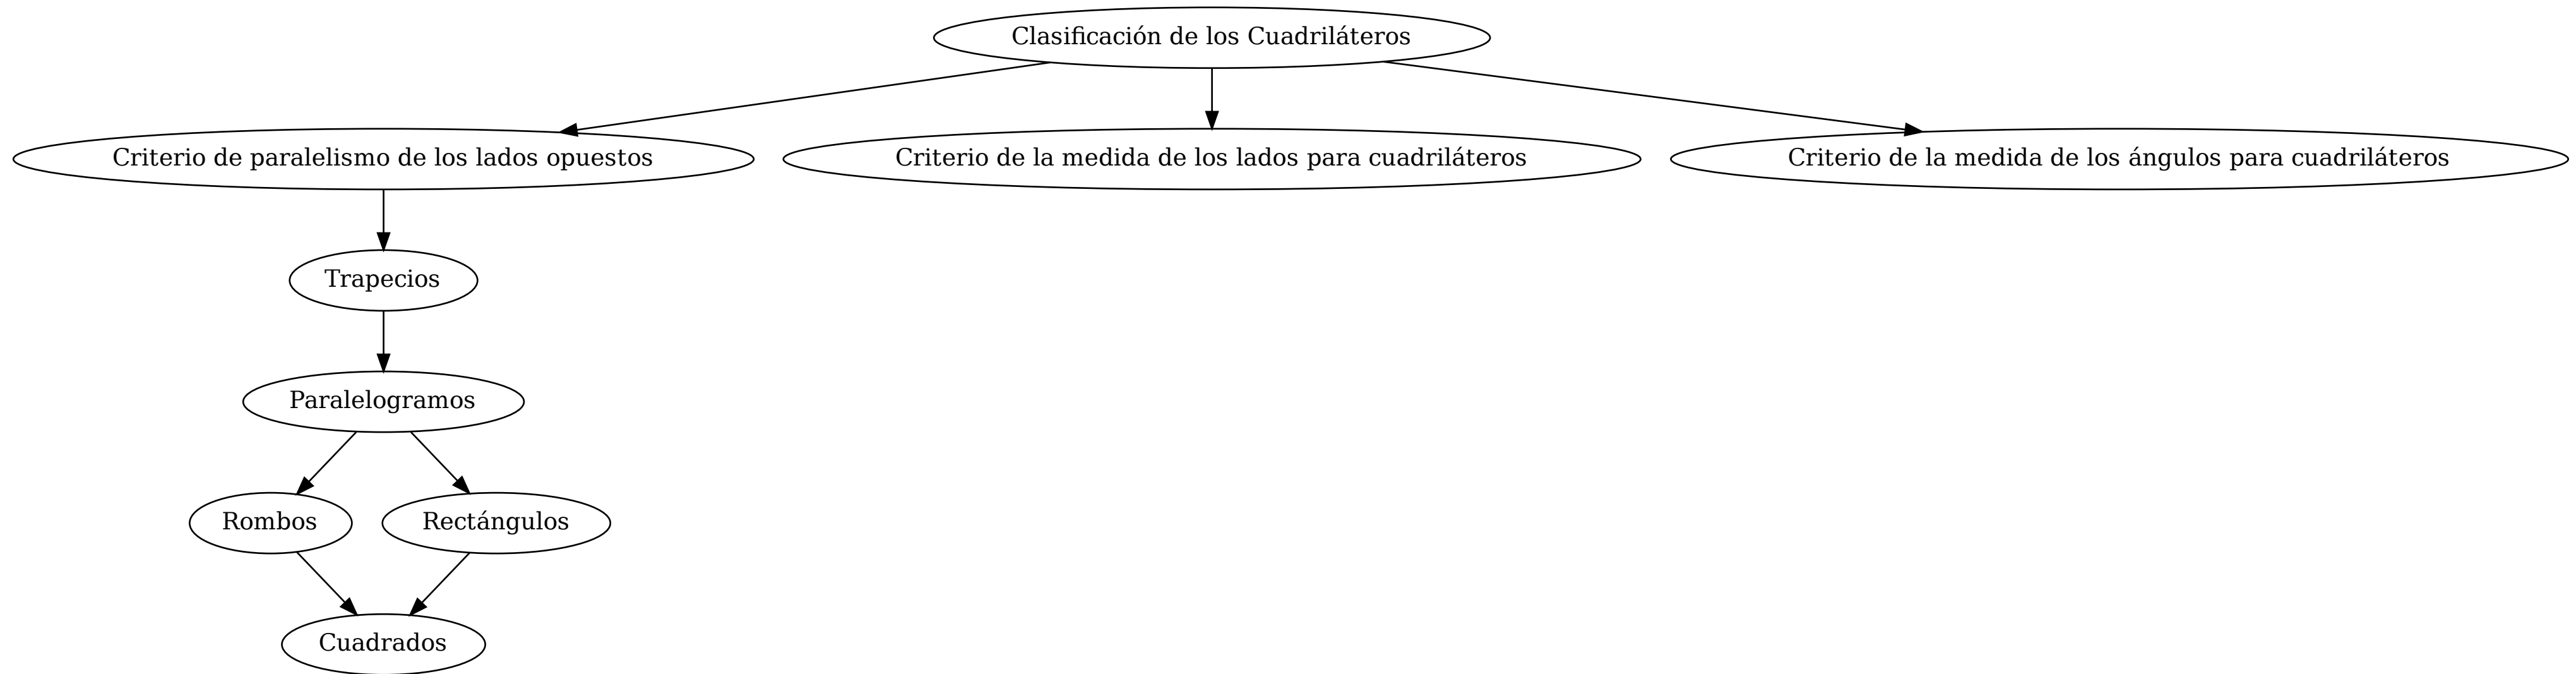 Clasificación de los Cuadriláteros
Criterio de paralelismo de los lados opuestos
Criterio de la medida de los lados para cuadriláteros
Criterio de la medida de los ángulos para cuadriláteros
Trapecios
Paralelogramos
Rombos
Rectángulos
Cuadrados